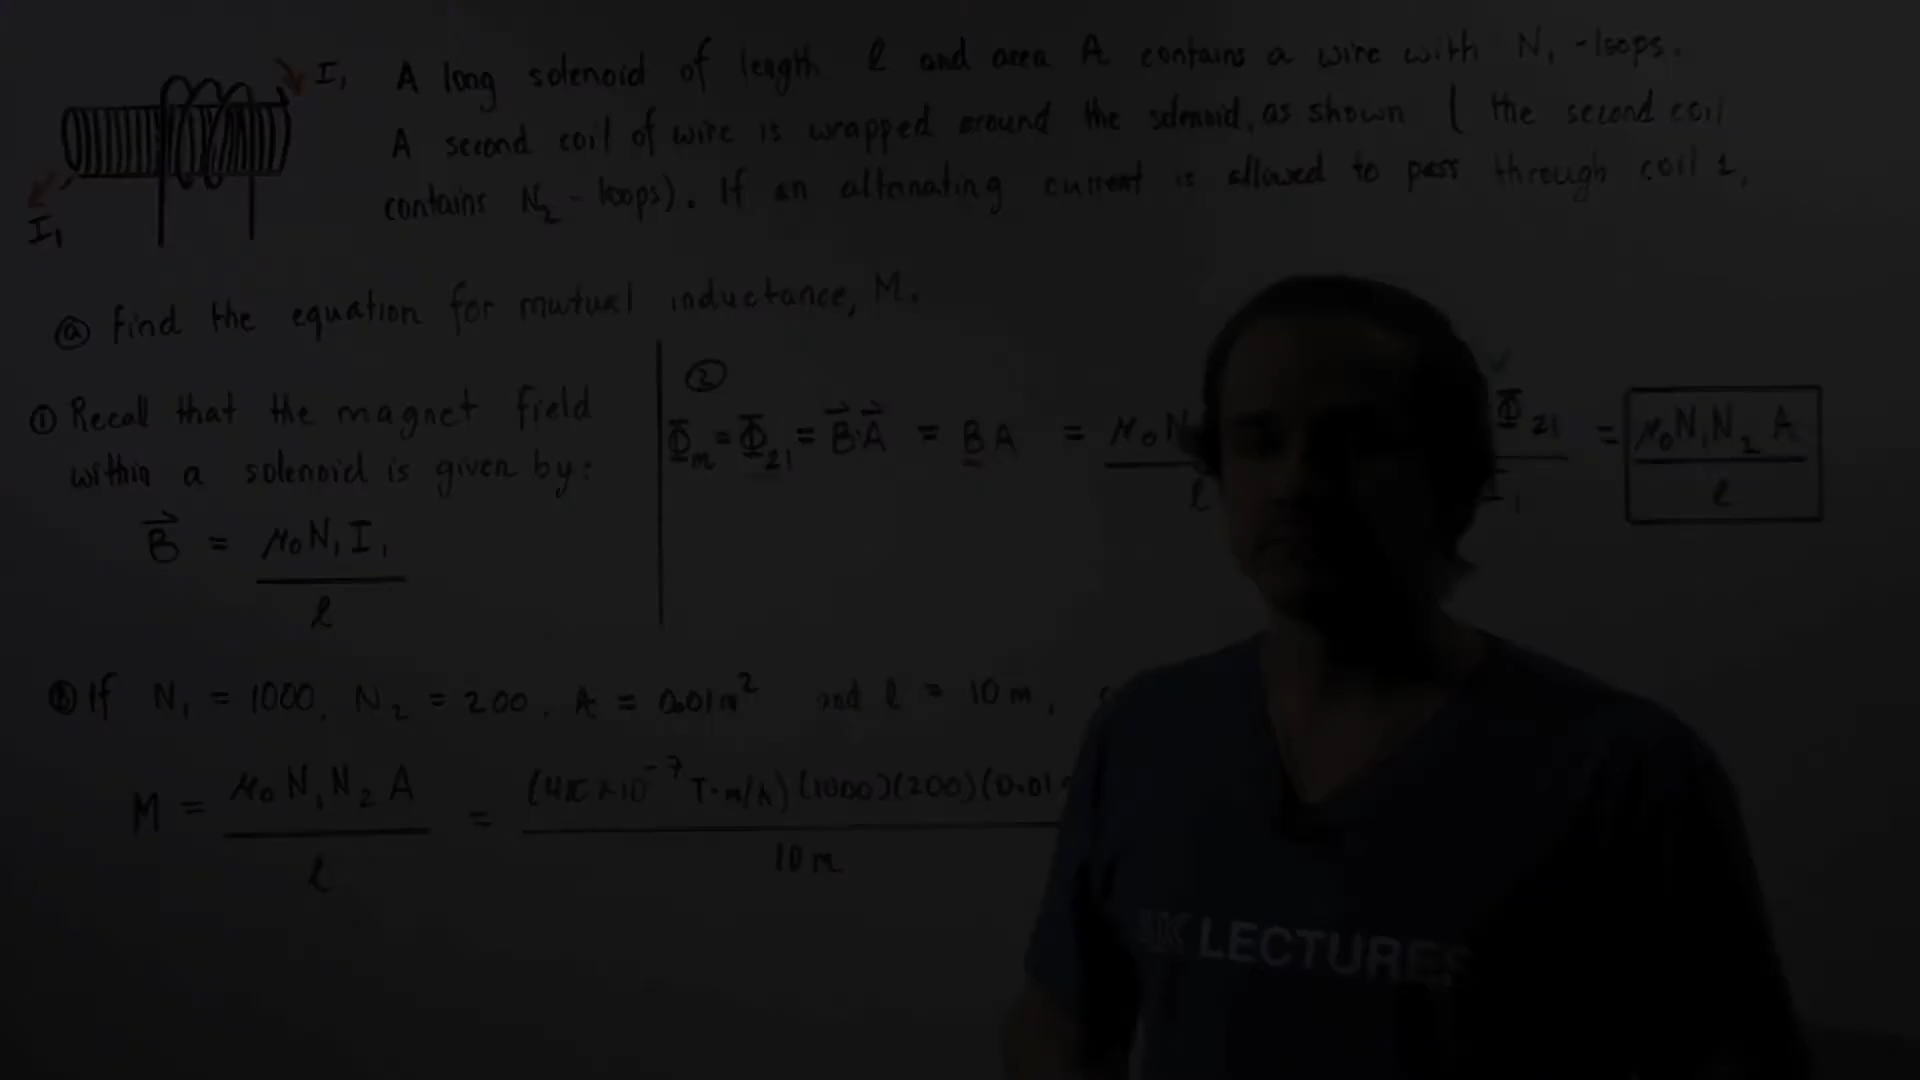 I₁ A long solenoid of length ℓ and area A contains a wire with N₁ - loops.
A second coil of wire is wrapped around the solenoid, as shown ( the second coil
contains N₂ - loops). If an alternating current is allowed to pass through coil 1,
I₁
ⓐ Find the equation for mutual inductance, M.
① Recall that the magnet field
within a solenoid is given by:
B⃗ = μ₀N₁I₁ / ℓ
②
Φₘ = Φ₂₁ = B⃗·A⃗ = BA = μ₀N / ℓ
Φ₂₁ / I₁ = μ₀N₁N₂A / ℓ
ⓑ If N₁ = 1000, N₂ = 200, A = 0.01m² and ℓ = 10 m,
M = μ₀N₁N₂A / ℓ = (4π×10⁻⁷ T·m/A)(1000)(200)(0.01 / 10 m
AK LECTURES